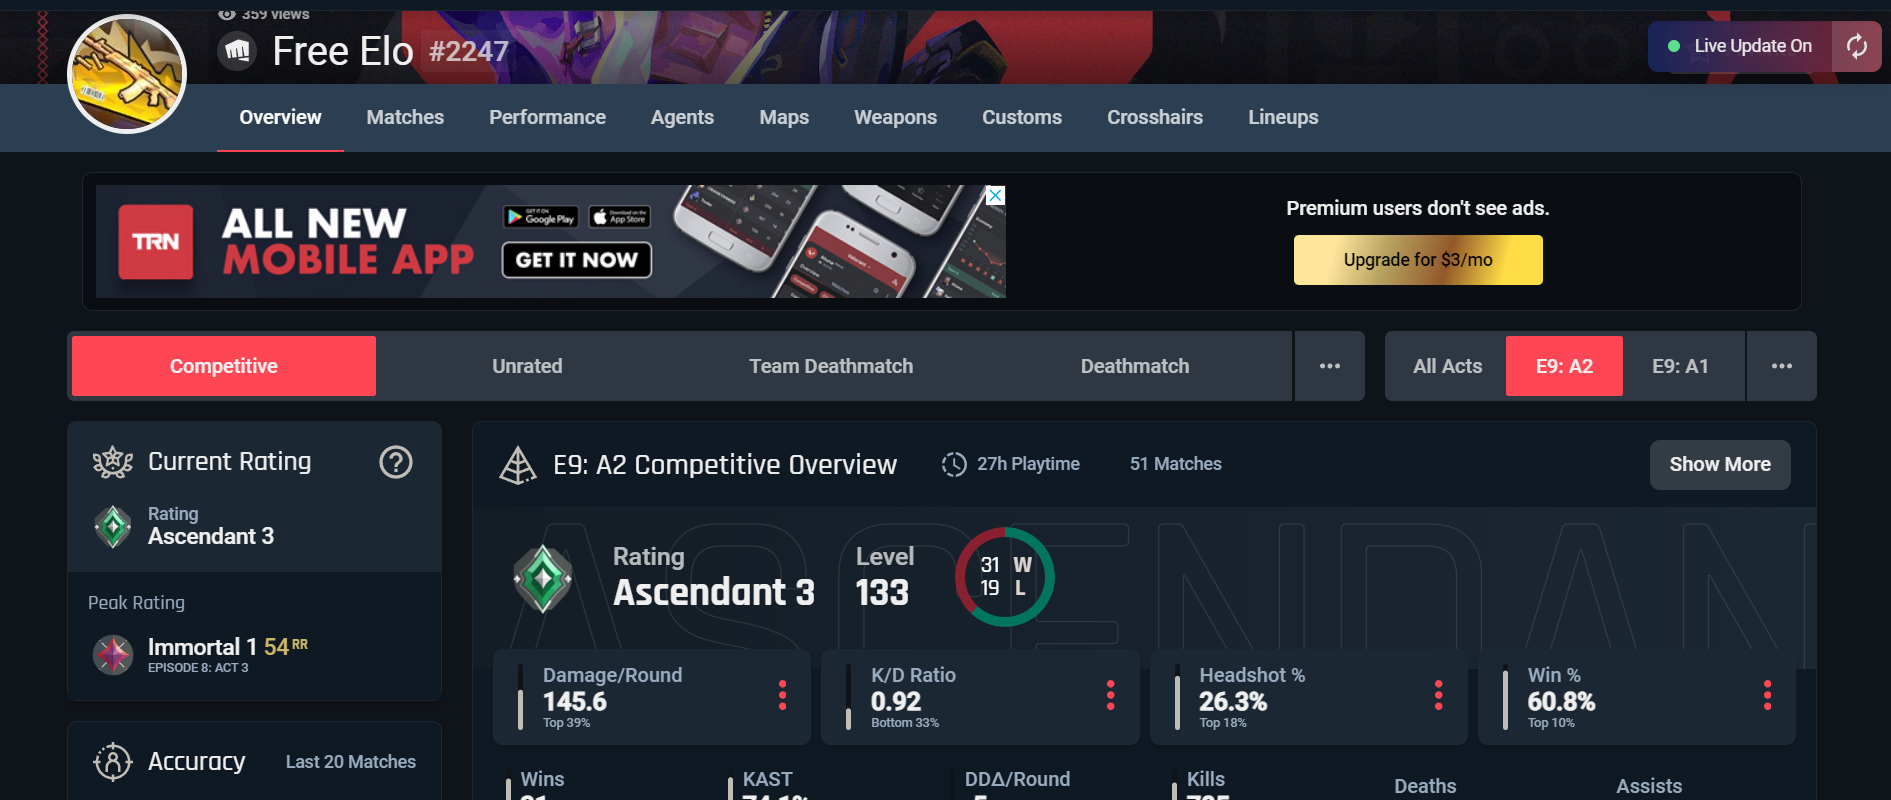 359 views
Free Elo #2247
Live Update On
Overview Matches Performance Agents Maps Weapons Customs Crosshairs Lineups
TRN
ALL NEW
MOBILE APP
GET IT ON
Google Play
Download on the
App Store
GET IT NOW
Premium users don't see ads.
Upgrade for $3/mo
Competitive Unrated Team Deathmatch Deathmatch •••
All Acts E9: A2 E9: A1 •••
Current Rating ?
Rating
Ascendant 3
Peak Rating
Immortal 1 54 RR
EPISODE 8: ACT 3
Accuracy Last 20 Matches
E9: A2 Competitive Overview 27h Playtime 51 Matches Show More
ASCENDAN
Rating
Ascendant 3
Level
133
31 W
19 L
Damage/Round
145.6
Top 39%
K/D Ratio
0.92
Bottom 33%
Headshot %
26.3%
Top 18%
Win %
60.8%
Top 10%
Wins KAST DDΔ/Round Kills Deaths Assists